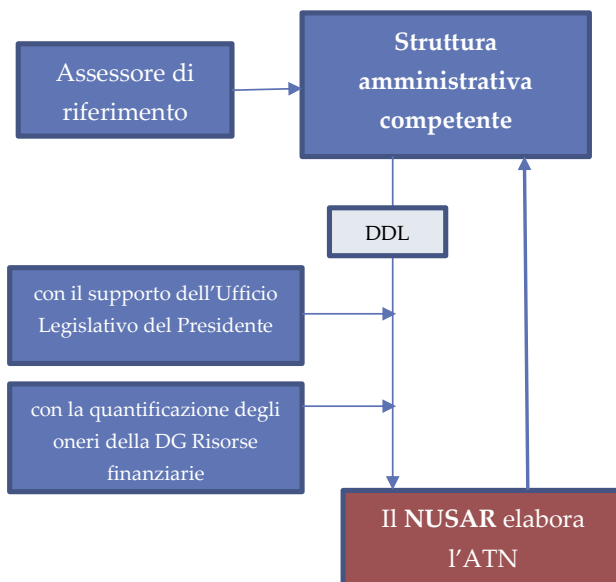 Assessore di
riferimento
Struttura
amministrativa
competente
DDL
con il supporto dell’Ufficio
Legislativo del Presidente
con la quantificazione degli
oneri della DG Risorse
finanziarie
Il NUSAR elabora
l’ATN